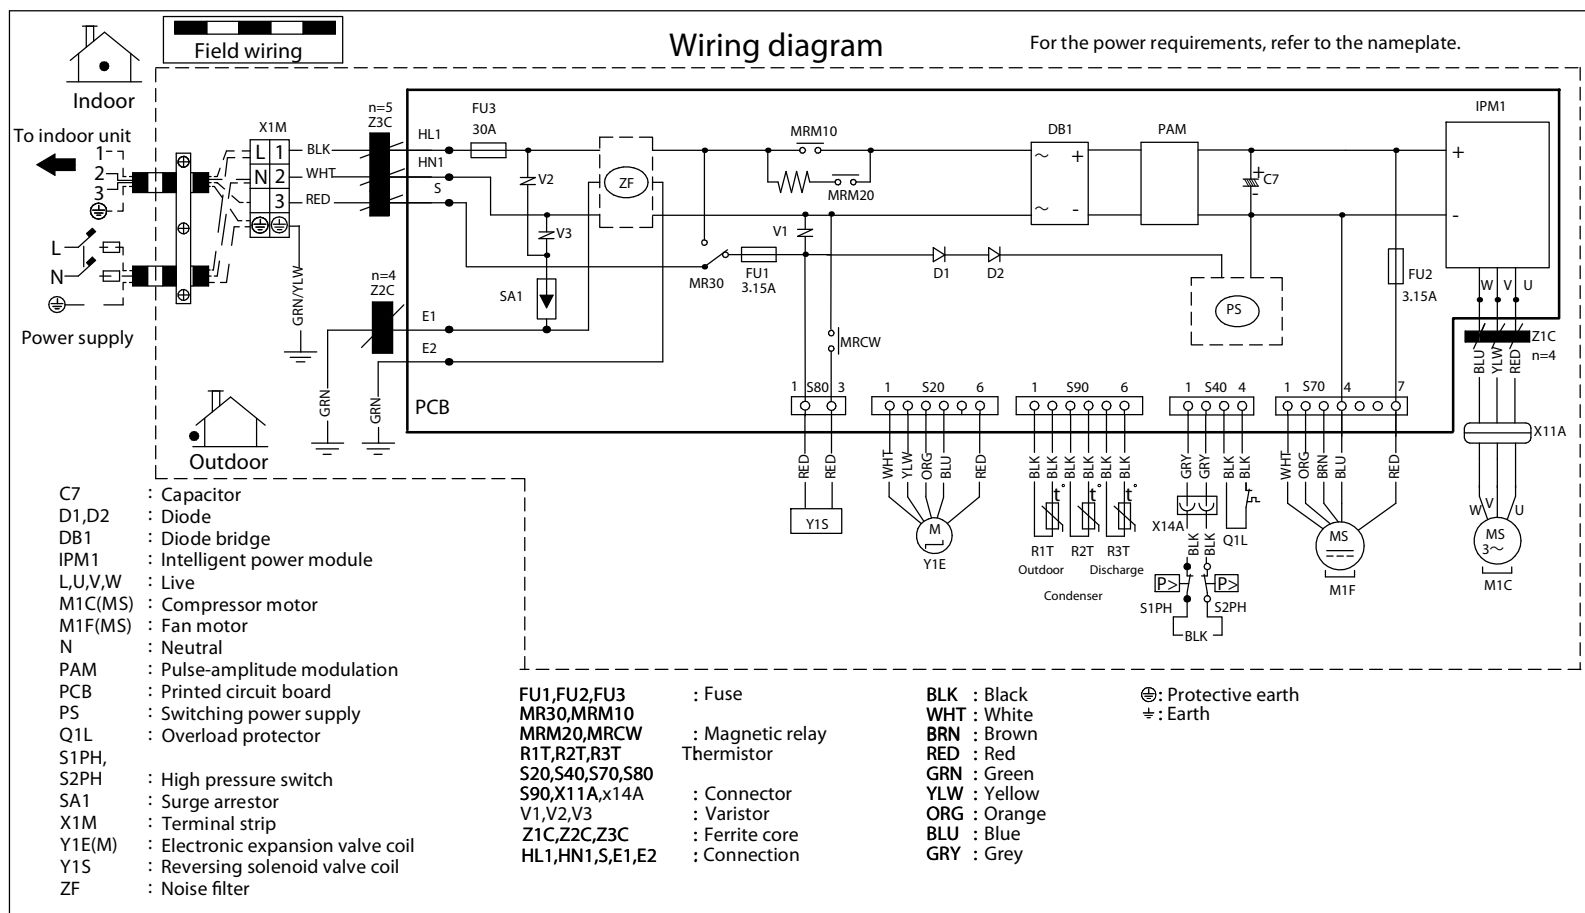 Wiring diagram
For the power requirements, refer to the nameplate.
Field wiring
Indoor
To indoor unit
1
2
3
L
N
Power supply
X1M
L 1
N 2
3
BLK
WHT
RED
GRN/YLW
n=5
Z3C
HL1
HN1
S
n=4
Z2C
E1
E2
GRN
GRN
PCB
FU3
30A
V2
V3
SA1
ZF
MR30
FU1
3.15A
V1
MRM10
MRM20
D1
D2
MRCW
DB1
~ +
~ -
PAM
+
C7
-
PS
FU2
3.15A
IPM1
+
-
W V U
Z1C
n=4
BLU
YLW
RED
X11A
W V U
MS
3~
M1C
1 S80 3
RED
RED
Y1S
1 S20 6
WHT
YLW
ORG
BLU
RED
M
Y1E
1 S90 6
BLK
BLK
BLK
BLK
BLK
BLK
t°
t°
t°
R1T R2T R3T
Outdoor
Discharge
Condenser
1 S40 4
GRY
GRY
BLK
BLK
X14A
Q1L
BLK
BLK
P>
P>
S1PH
S2PH
BLK
1 S70 4 7
WHT
ORG
BRN
BLU
RED
MS
M1F
Outdoor
C7 : Capacitor
D1,D2 : Diode
DB1 : Diode bridge
IPM1 : Intelligent power module
L,U,V,W : Live
M1C(MS) : Compressor motor
M1F(MS) : Fan motor
N : Neutral
PAM : Pulse-amplitude modulation
PCB : Printed circuit board
PS : Switching power supply
Q1L : Overload protector
S1PH,
S2PH : High pressure switch
SA1 : Surge arrestor
X1M : Terminal strip
Y1E(M) : Electronic expansion valve coil
Y1S : Reversing solenoid valve coil
ZF : Noise filter
FU1,FU2,FU3 : Fuse
MR30,MRM10
MRM20,MRCW : Magnetic relay
R1T,R2T,R3T : Thermistor
S20,S40,S70,S80
S90,X11A,x14A : Connector
V1,V2,V3 : Varistor
Z1C,Z2C,Z3C : Ferrite core
HL1,HN1,S,E1,E2 : Connection
BLK : Black
WHT : White
BRN : Brown
RED : Red
GRN : Green
YLW : Yellow
ORG : Orange
BLU : Blue
GRY : Grey
: Protective earth
: Earth